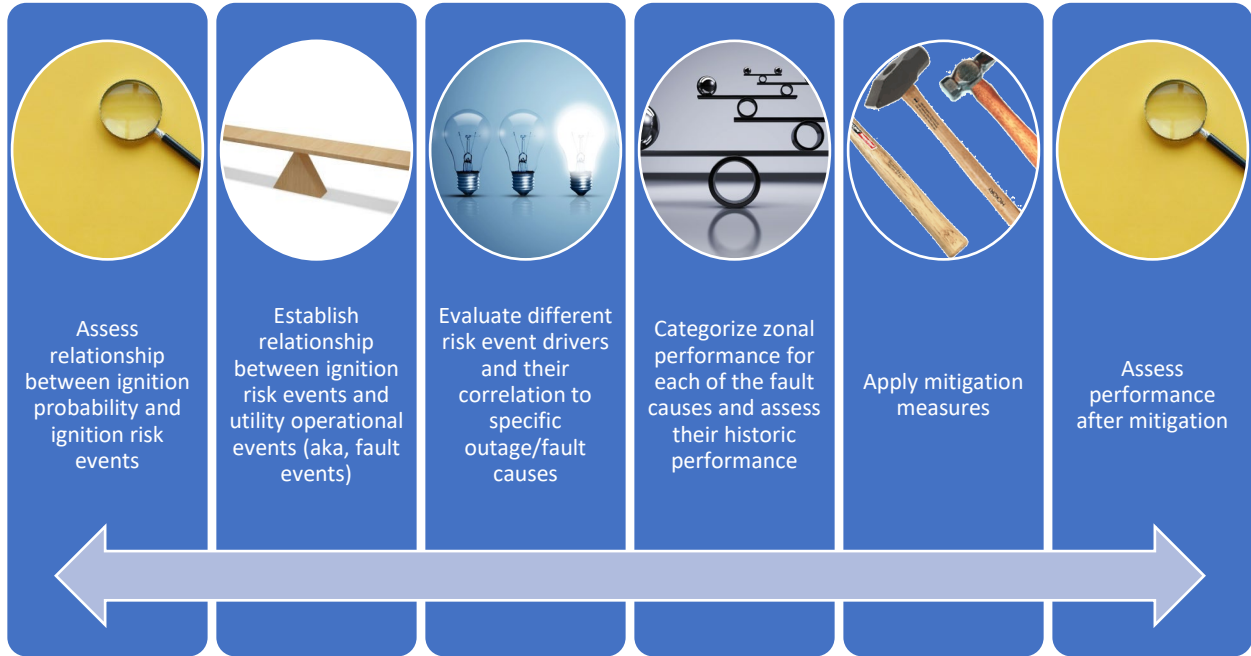 Assess
relationship
between ignition
probability and
ignition risk
events
Establish
relationship
between ignition
risk events and
utility operational
events (aka, fault
events)
Evaluate different
risk event drivers
and their
correlation to
specific
outage/fault
causes
Categorize zonal
performance for
each of the fault
causes and assess
their historic
performance
Apply mitigation
measures
Assess
performance
after mitigation